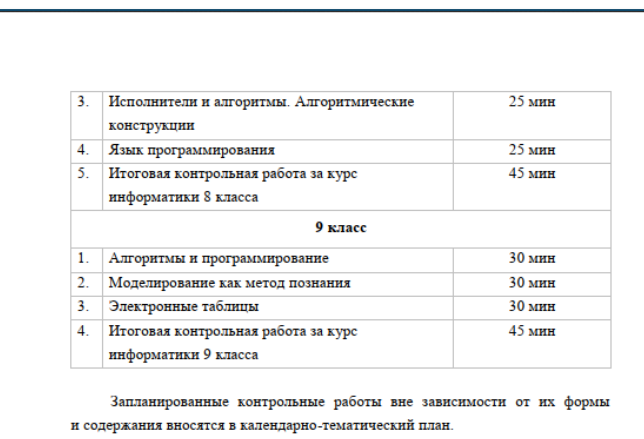 3. Исполнители и алгоритмы. Алгоритмические 25 мин
конструкции
4. Язык программирования 25 мин
5. Итоговая контрольная работа за курс 45 мин
информатики 8 класса
9 класс
1. Алгоритмы и программирование 30 мин
2. Моделирование как метод познания 30 мин
3. Электронные таблицы 30 мин
4. Итоговая контрольная работа за курс 45 мин
информатики 9 класса
Запланированные контрольные работы вне зависимости от их формы
и содержания вносятся в календарно-тематический план.